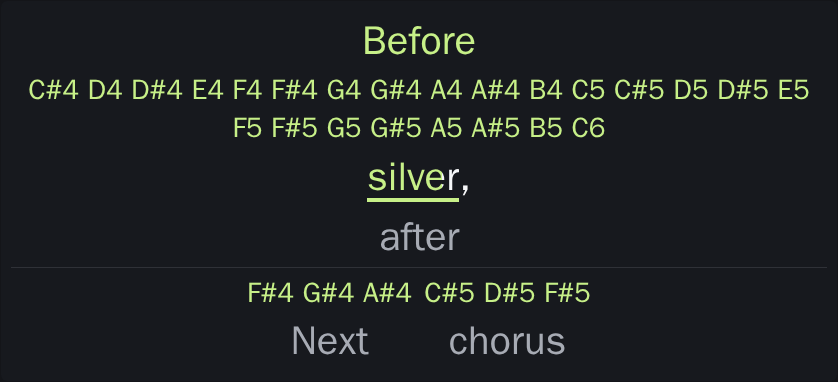 Before
C#4 D4 D#4 E4 F4 F#4 G4 G#4 A4 A#4 B4 C5 C#5 D5 D#5 E5
F5 F#5 G5 G#5 A5 A#5 B5 C6
silver,
after
F#4 G#4 A#4 C#5 D#5 F#5
Next chorus